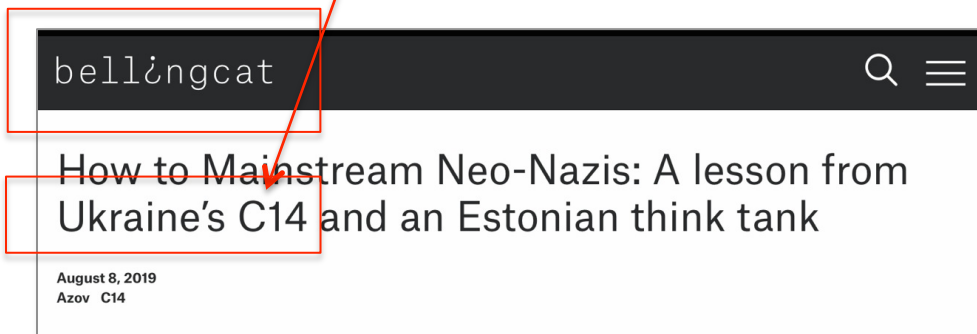 bell¿ngcat
How to Mainstream Neo-Nazis: A lesson from
Ukraine’s C14 and an Estonian think tank
August 8, 2019
Azov C14